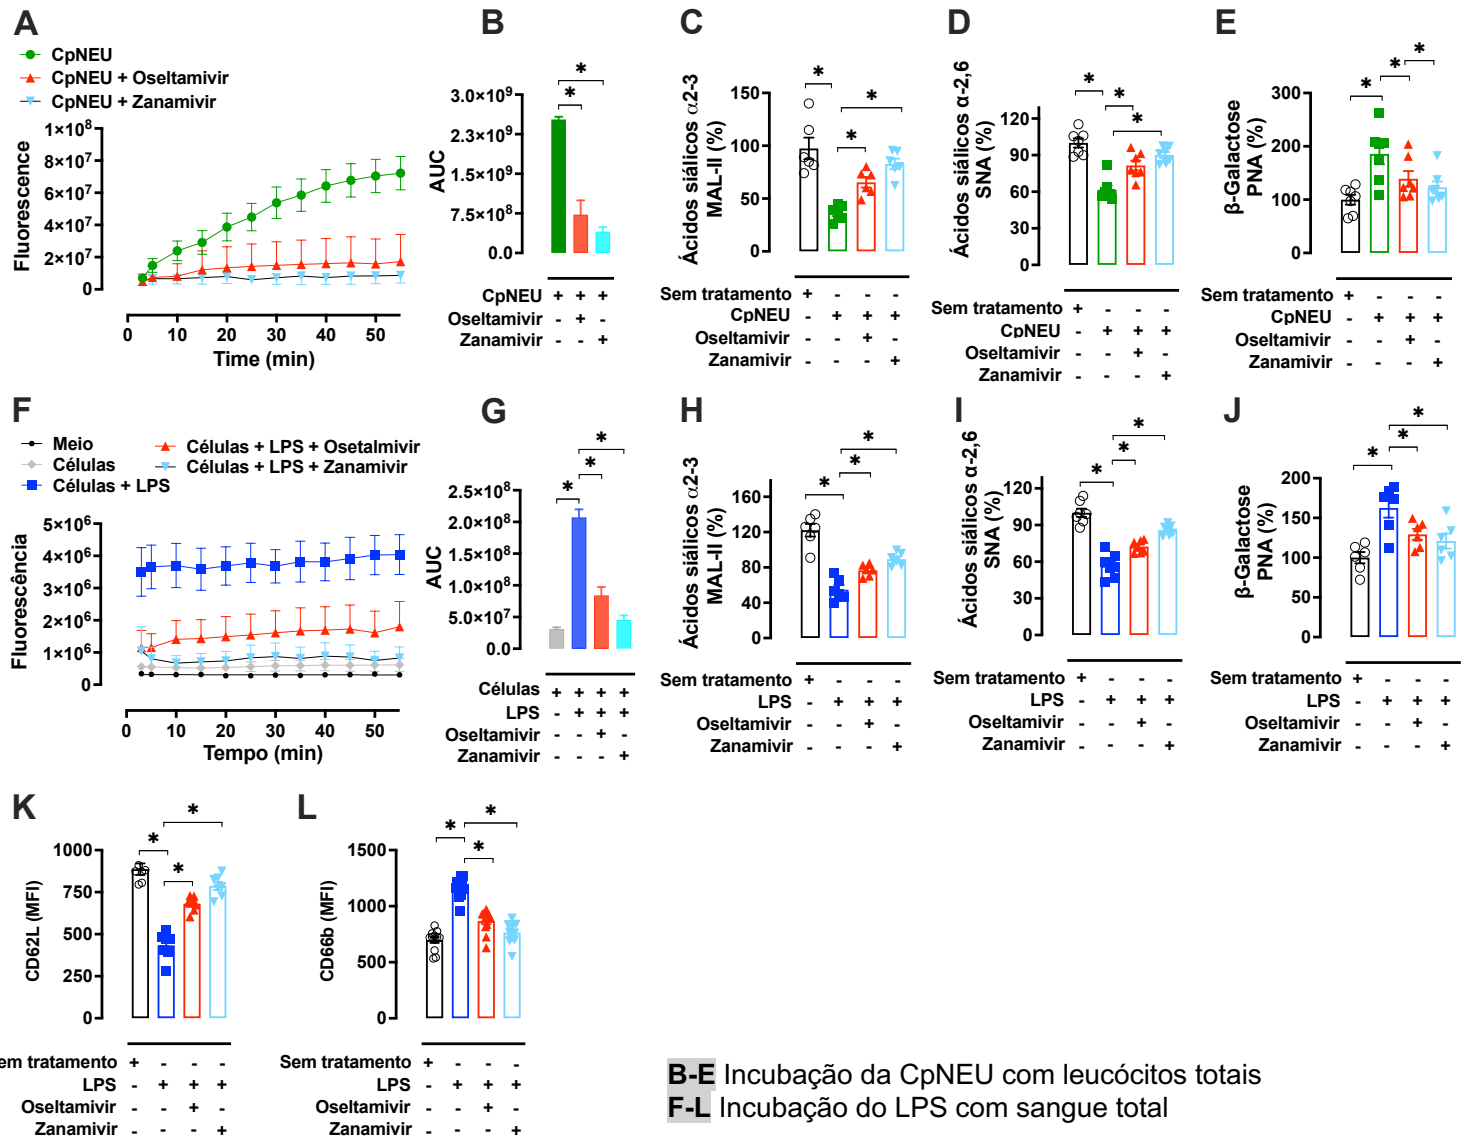 A
CpNEU
CpNEU + Oseltamivir
CpNEU + Zanamivir
Fluorescence
1×10⁸
8×10⁷
6×10⁷
4×10⁷
2×10⁷
0
0 10 20 30 40 50
Time (min)
B
* *
AUC
3.0×10⁹
2.3×10⁹
1.5×10⁹
7.5×10⁸
0.0
CpNEU + + +
Oseltamivir - + -
Zanamivir - - +
C
* * *
Ácidos siálicos α2-3
MAL-II (%)
150
100
50
0
Sem tratamento + - - -
CpNEU - + + +
Oseltamivir - - + -
Zanamivir - - - +
D
* * *
Ácidos siálicos α-2,6
SNA (%)
120
90
60
30
0
Sem tratamento + - - -
CpNEU - + + +
Oseltamivir - - + -
Zanamivir - - - +
E
* * *
β-Galactose
PNA (%)
300
200
100
0
Sem tratamento + - - -
CpNEU - + + +
Oseltamivir - - + -
Zanamivir - - - +
F
Meio
Células
Células + LPS
Células + LPS + Osetalmivir
Células + LPS + Zanamivir
Fluorescência
5×10⁶
4×10⁶
3×10⁶
2×10⁶
1×10⁶
0
0 10 20 30 40 50
Tempo (min)
G
* * *
AUC
2.5×10⁸
2.0×10⁸
1.5×10⁸
1.0×10⁸
5.0×10⁷
0.0
Células + + + +
LPS - + + +
Oseltamivir - - + -
Zanamivir - - - +
H
* * *
Ácidos siálicos α2-3
MAL-II (%)
160
120
80
40
0
Sem tratamento + - - -
LPS - + + +
Oseltamivir - - + -
Zanamivir - - - +
I
* * *
Ácidos siálicos α-2,6
SNA (%)
120
90
60
30
0
Sem tratamento + - - -
LPS - + + +
Oseltamivir - - + -
Zanamivir - - - +
J
* * *
β-Galactose
PNA (%)
200
150
100
50
0
Sem tratamento + - - -
LPS - + + +
Oseltamivir - - + -
Zanamivir - - - +
K
* * *
CD62L (MFI)
1000
750
500
250
0
em tratamento + - - -
LPS - + + +
Oseltamivir - - + -
Zanamivir - - - +
L
* * *
CD66b (MFI)
1500
1000
500
0
Sem tratamento + - - -
LPS - + + +
Oseltamivir - - + -
Zanamivir - - - +
B-E Incubação da CpNEU com leucócitos totais
F-L Incubação do LPS com sangue total